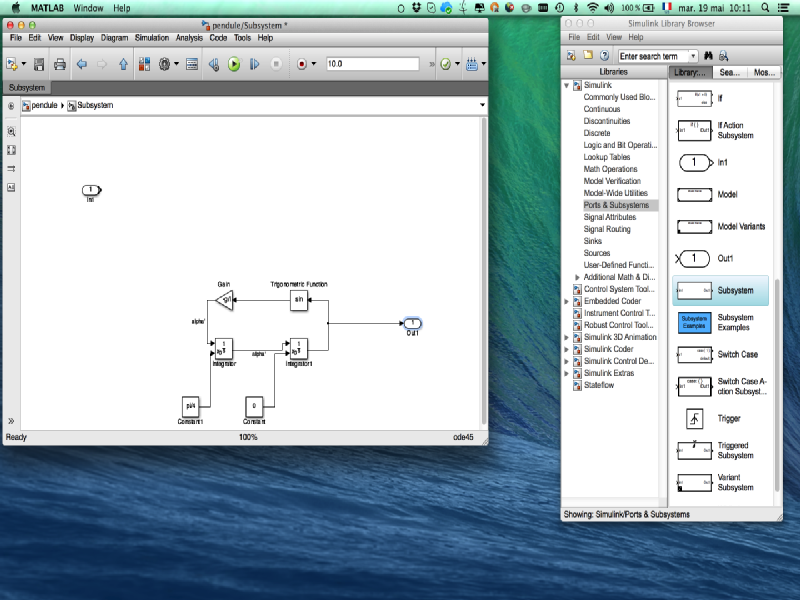 MATLAB Window Help
100% mar. 19 mai 10:11
pendule/Subsystem *
File Edit View Display Diagram Simulation Analysis Code Tools Help
10.0
Subsystem
pendule Subsystem
1
In1
Gain
-g/l
Trigonometric Function
sin
alpha'
1
Out1
Integrator
alpha'
Integrator1
pi/4
Constant1
0
Constant
Ready 100% ode45
Simulink Library Browser
File Edit View Help
Enter search term
Libraries
Simulink
Commonly Used Blo...
Continuous
Discontinuities
Discrete
Logic and Bit Operati...
Lookup Tables
Math Operations
Model Verification
Model-Wide Utilities
Ports & Subsystems
Signal Attributes
Signal Routing
Sinks
Sources
User-Defined Functi...
Additional Math & Di...
Control System Tool...
Embedded Coder
Instrument Control T...
Robust Control Tool...
Simulink 3D Animation
Simulink Coder
Simulink Control De...
Simulink Extras
Stateflow
Library:... Sea... Mos...
If
If Action
Subsystem
1
In1
Model
Model Variants
1
Out1
Subsystem
Subsystem
Examples
Subsystem
Examples
Switch Case
Switch Case A-
ction Subsyst...
Trigger
Triggered
Subsystem
Variant
Subsystem
Showing: Simulink/Ports & Subsystems